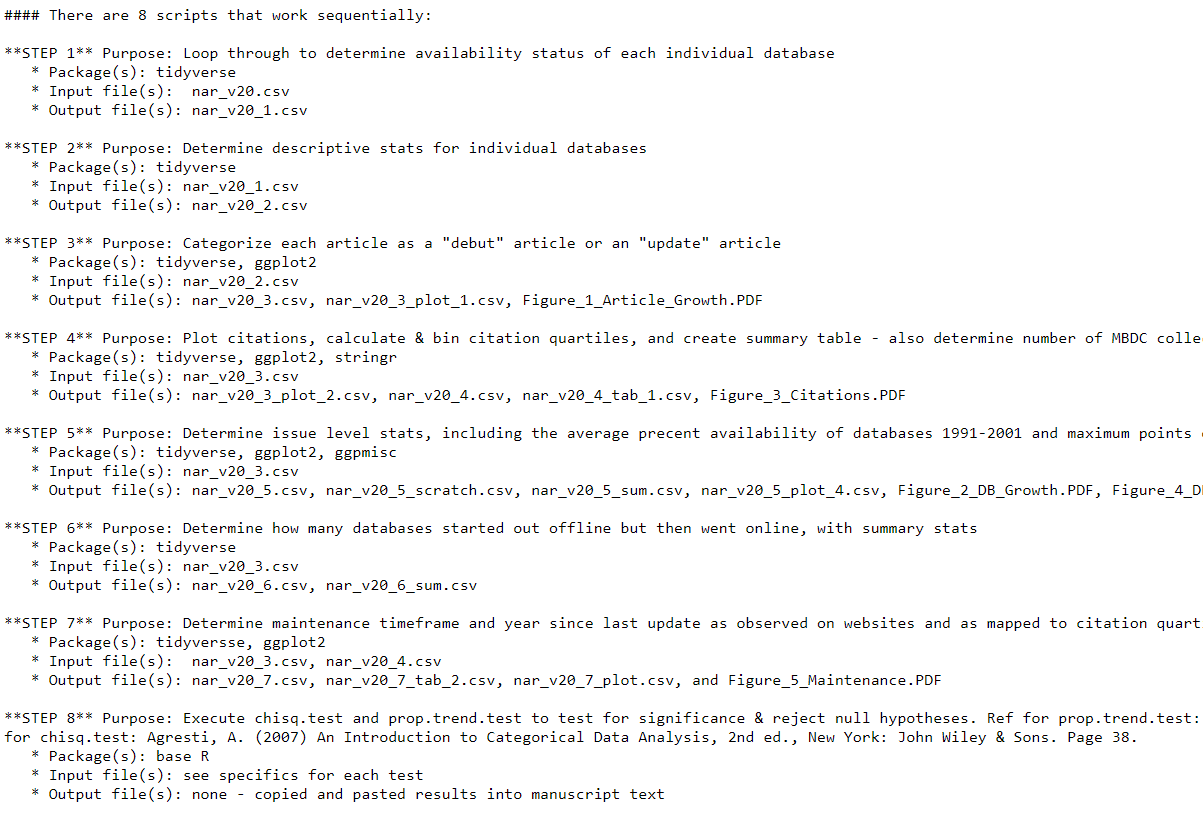 #### There are 8 scripts that work sequentially:
**STEP 1** Purpose: Loop through to determine availability status of each individual database
* Package(s): tidyverse
* Input file(s):  nar_v20.csv
* Output file(s): nar_v20_1.csv
**STEP 2** Purpose: Determine descriptive stats for individual databases
* Package(s): tidyverse
* Input file(s): nar_v20_1.csv
* Output file(s): nar_v20_2.csv
**STEP 3** Purpose: Categorize each article as a "debut" article or an "update" article
* Package(s): tidyverse, ggplot2
* Input file(s): nar_v20_2.csv
* Output file(s): nar_v20_3.csv, nar_v20_3_plot_1.csv, Figure_1_Article_Growth.PDF
**STEP 4** Purpose: Plot citations, calculate & bin citation quartiles, and create summary table - also determine number of MBDC colle
* Package(s): tidyverse, ggplot2, stringr
* Input file(s): nar_v20_3.csv
* Output file(s): nar_v20_3_plot_2.csv, nar_v20_4.csv, nar_v20_4_tab_1.csv, Figure_3_Citations.PDF
**STEP 5** Purpose: Determine issue level stats, including the average precent availability of databases 1991-2001 and maximum points
* Package(s): tidyverse, ggplot2, ggpmisc
* Input file(s): nar_v20_3.csv
* Output file(s): nar_v20_5.csv, nar_v20_5_scratch.csv, nar_v20_5_sum.csv, nar_v20_5_plot_4.csv, Figure_2_DB_Growth.PDF, Figure_4_D
**STEP 6** Purpose: Determine how many databases started out offline but then went online, with summary stats
* Package(s): tidyverse
* Input file(s): nar_v20_3.csv
* Output file(s): nar_v20_6.csv, nar_v20_6_sum.csv
**STEP 7** Purpose: Determine maintenance timeframe and year since last update as observed on websites and as mapped to citation quart
* Package(s): tidyversse, ggplot2
* Input file(s):  nar_v20_3.csv, nar_v20_4.csv
* Output file(s): nar_v20_7.csv, nar_v20_7_tab_2.csv, nar_v20_7_plot.csv, and Figure_5_Maintenance.PDF
**STEP 8** Purpose: Execute chisq.test and prop.trend.test to test for significance & reject null hypotheses. Ref for prop.trend.test:
for chisq.test: Agresti, A. (2007) An Introduction to Categorical Data Analysis, 2nd ed., New York: John Wiley & Sons. Page 38.
* Package(s): base R
* Input file(s): see specifics for each test
* Output file(s): none - copied and pasted results into manuscript text